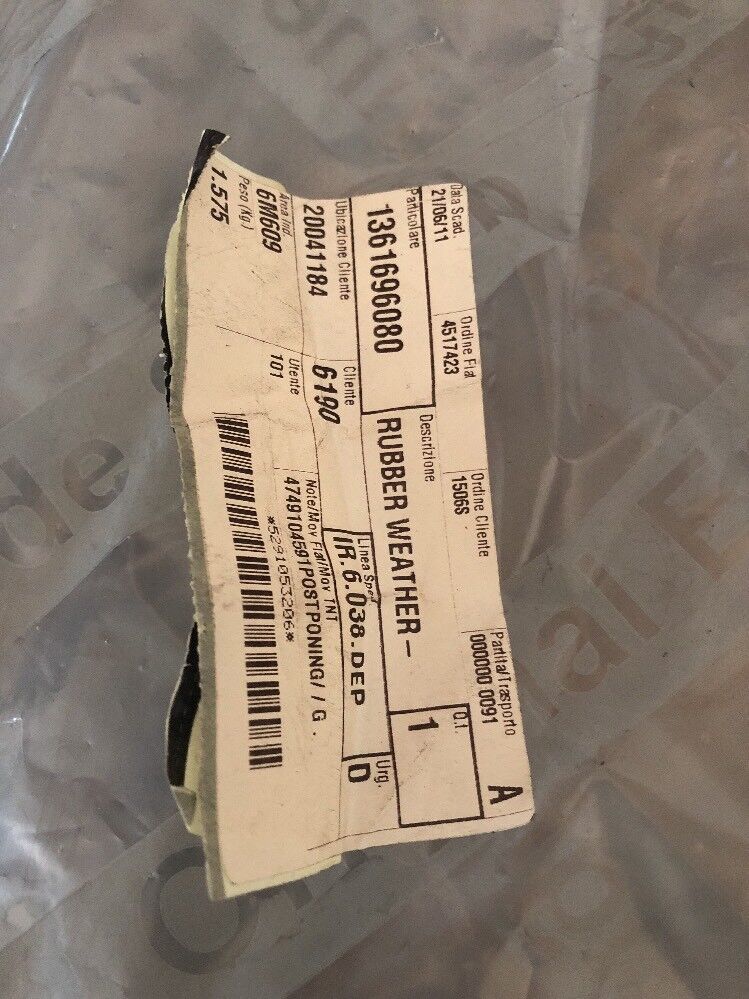 Data Scad. Ordine Fiat Ordine Cliente Partita/Trasporto A
21/06/11 4517423 1506S 000000 0091
Particolare Descrizione Q.t.
1361696080 RUBBER WEATHER- 1
Ubicazione Cliente Cliente Linea Sped Urg.
20041184 6190 IR.6.038.DEP D
Area Ind. Utente Note/Mov Fiat/Mov TNT
6M609 101 4749104591POSTPONING/ / G .
Peso (Kg)
1.575
*5291053206*
de